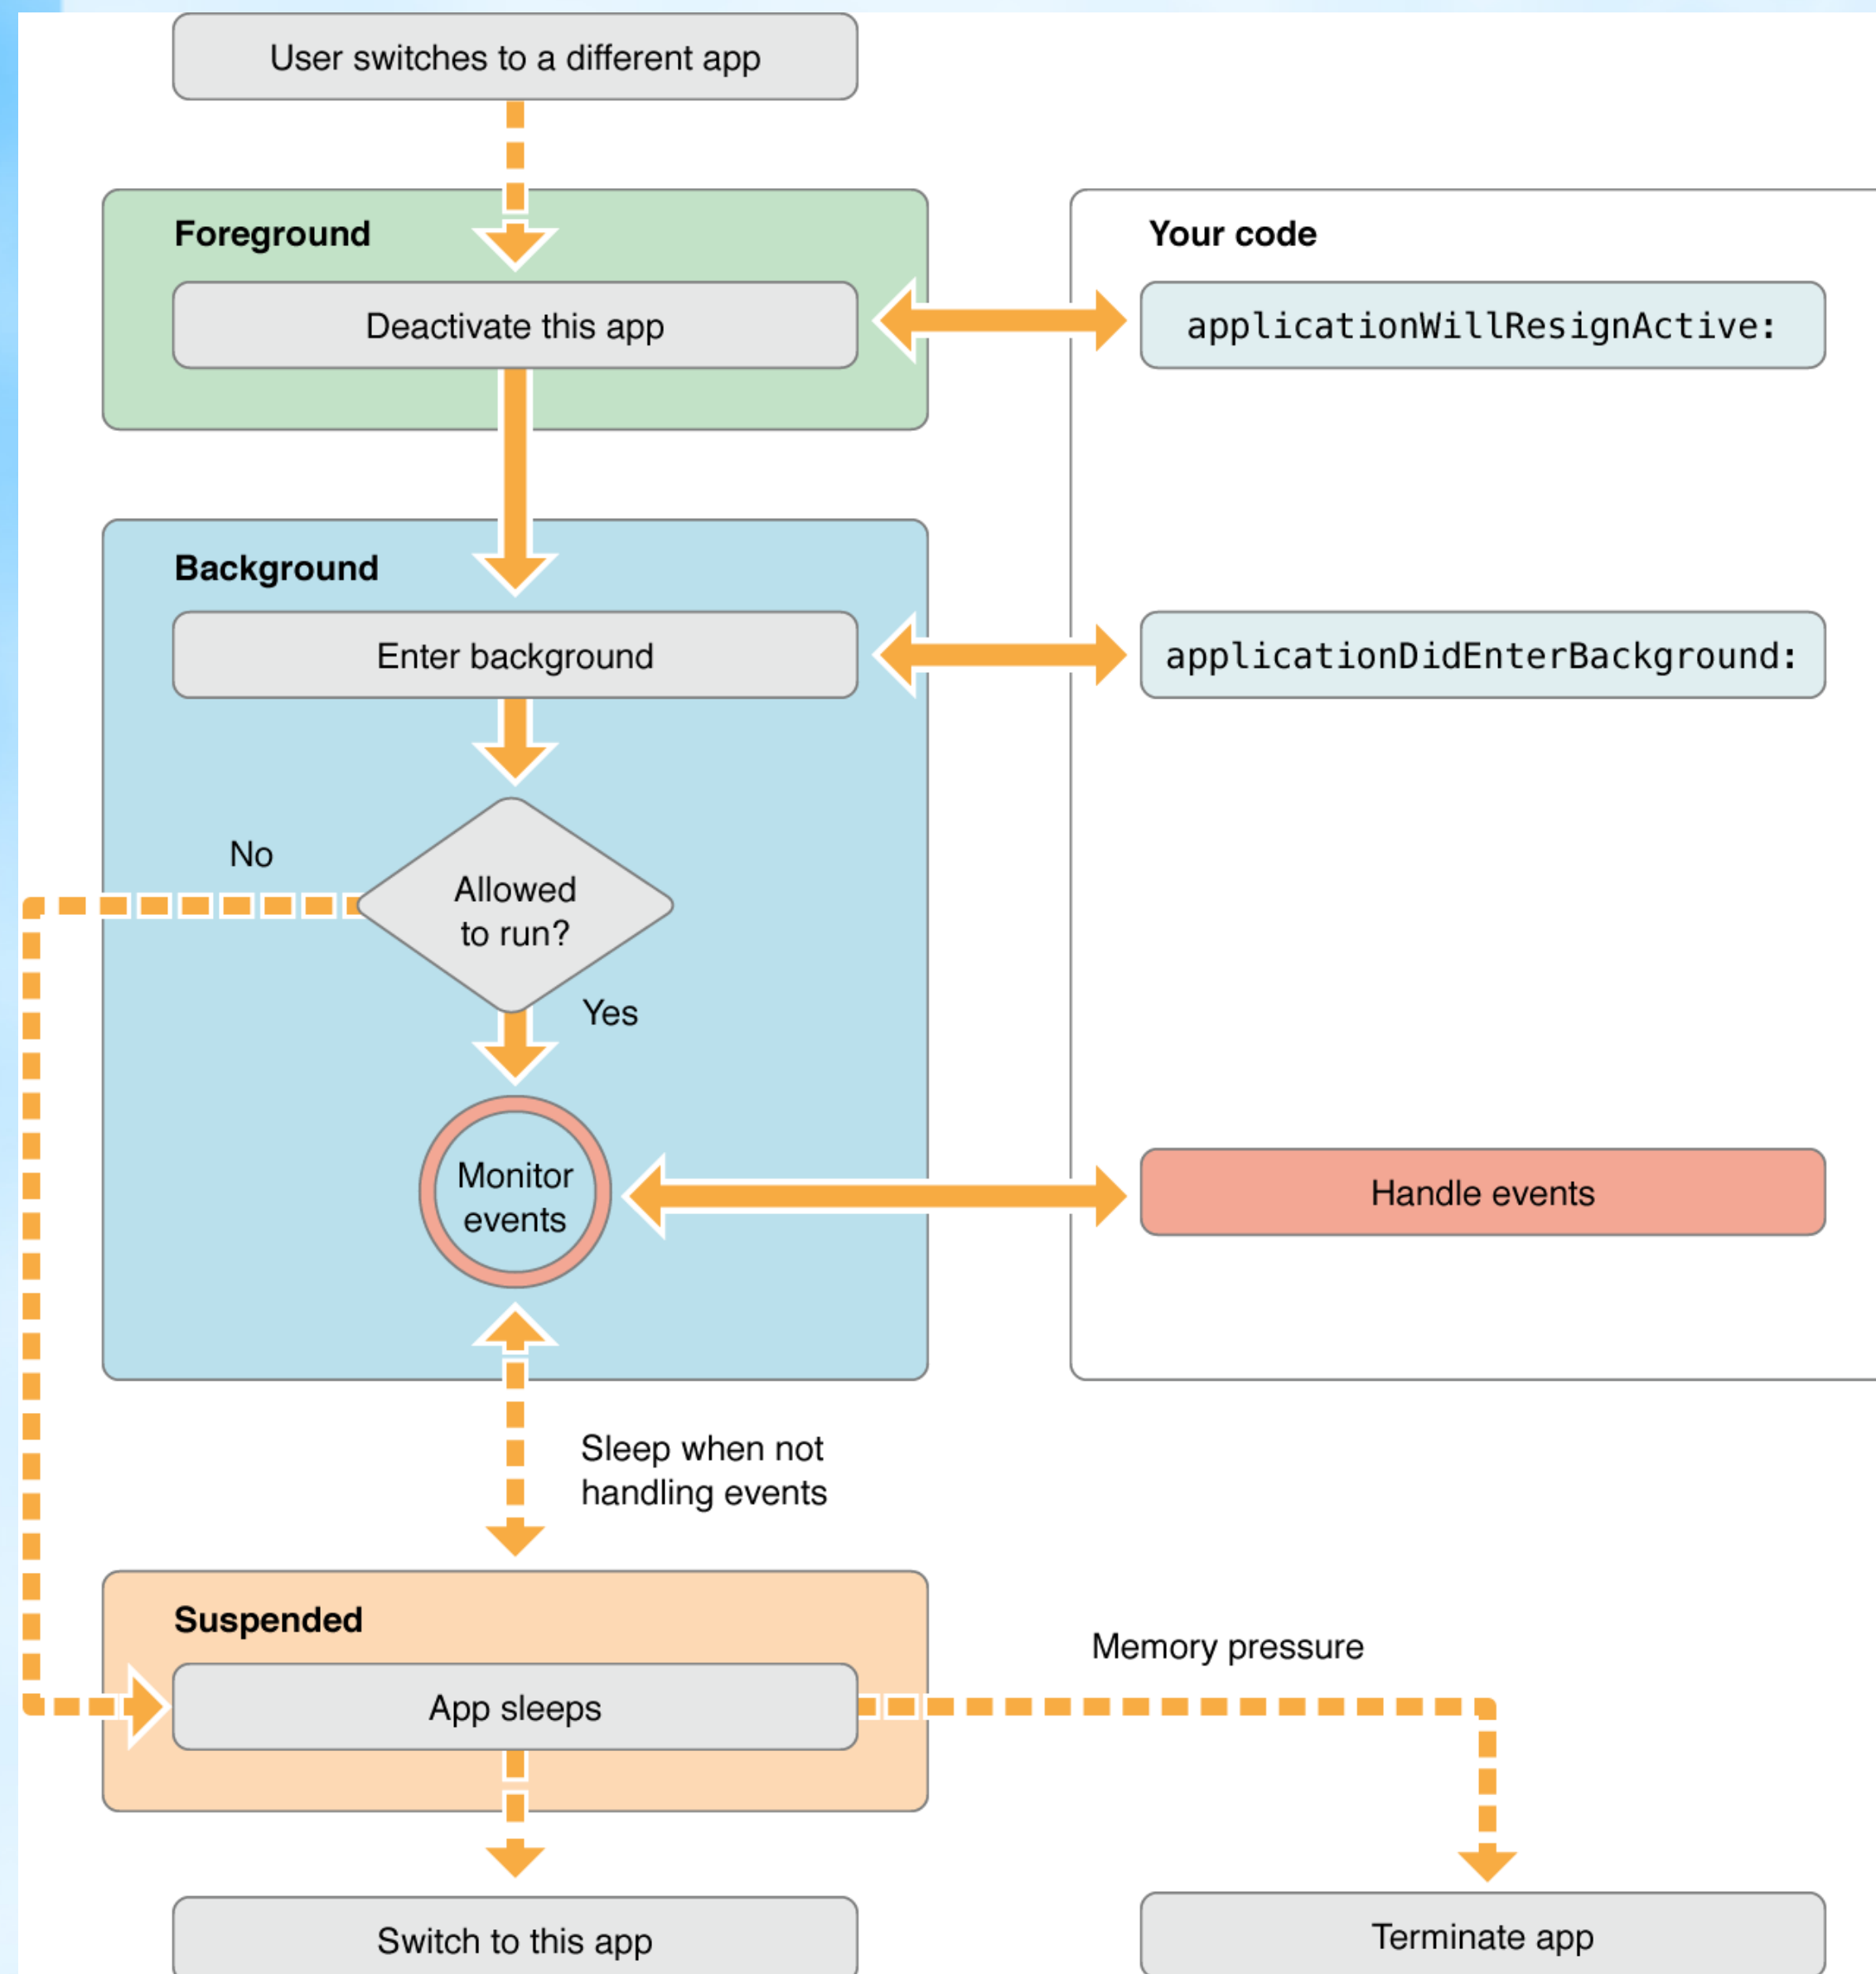 User switches to a different app
Foreground
Your code
Deactivate this app
applicationWillResignActive:
Background
Enter background
applicationDidEnterBackground:
No
Allowed
to run?
Yes
Monitor
events
Handle events
Sleep when not
handling events
Suspended
Memory pressure
App sleeps
Switch to this app
Terminate app